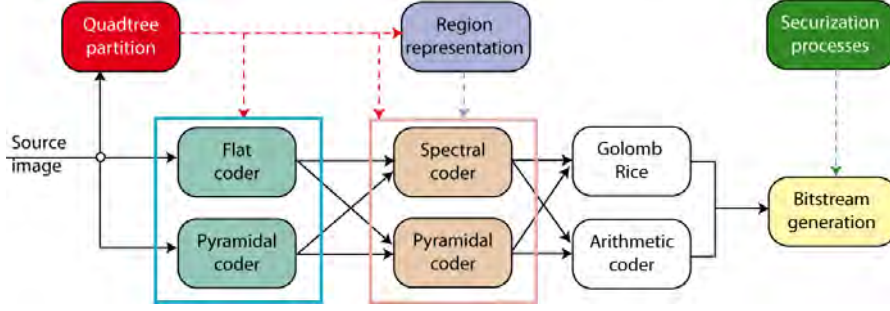 Quadtree
partition
Region
representation
Securization
processes
Source
image
Flat
coder
Spectral
coder
Golomb
Rice
Pyramidal
coder
Pyramidal
coder
Arithmetic
coder
Bitstream
generation